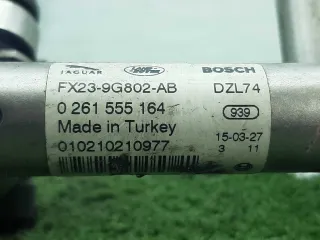 JAGUAR BOSCH
FX23-9G802-AB DZL74
0 261 555 164 939
Made in Turkey 15-03-27
010210210977 3 11